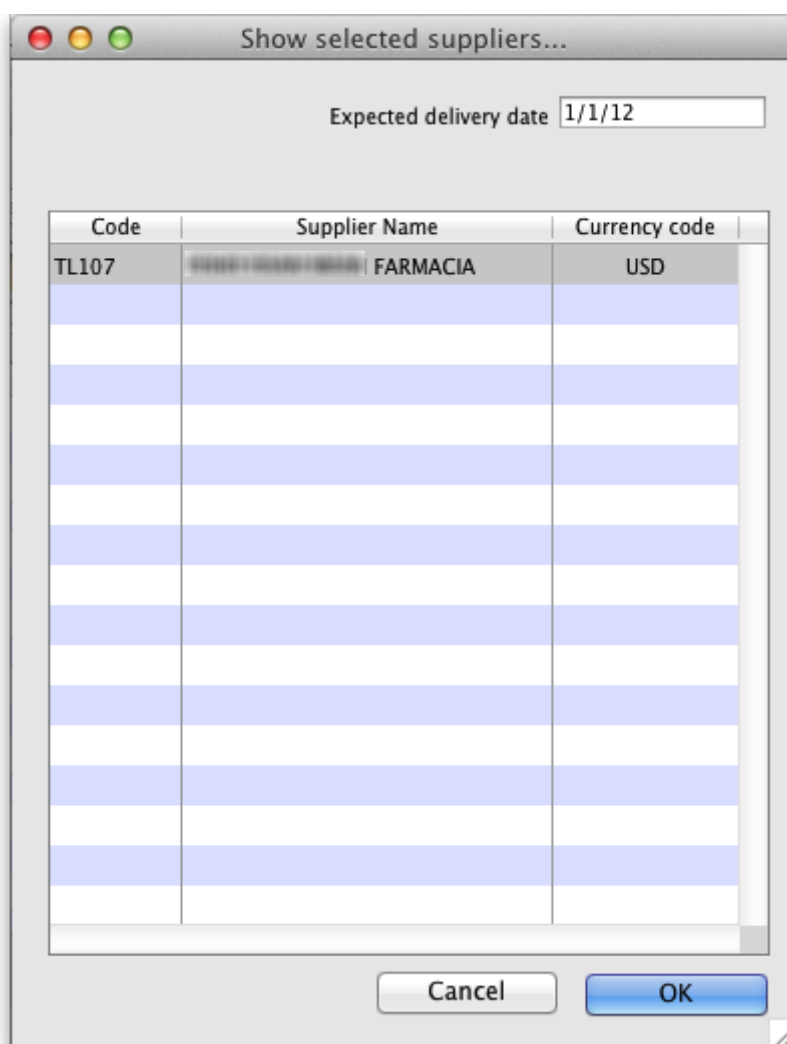 Show selected suppliers...
Expected delivery date 1/1/12
Code Supplier Name Currency code
TL107 FARMACIA USD
Cancel OK